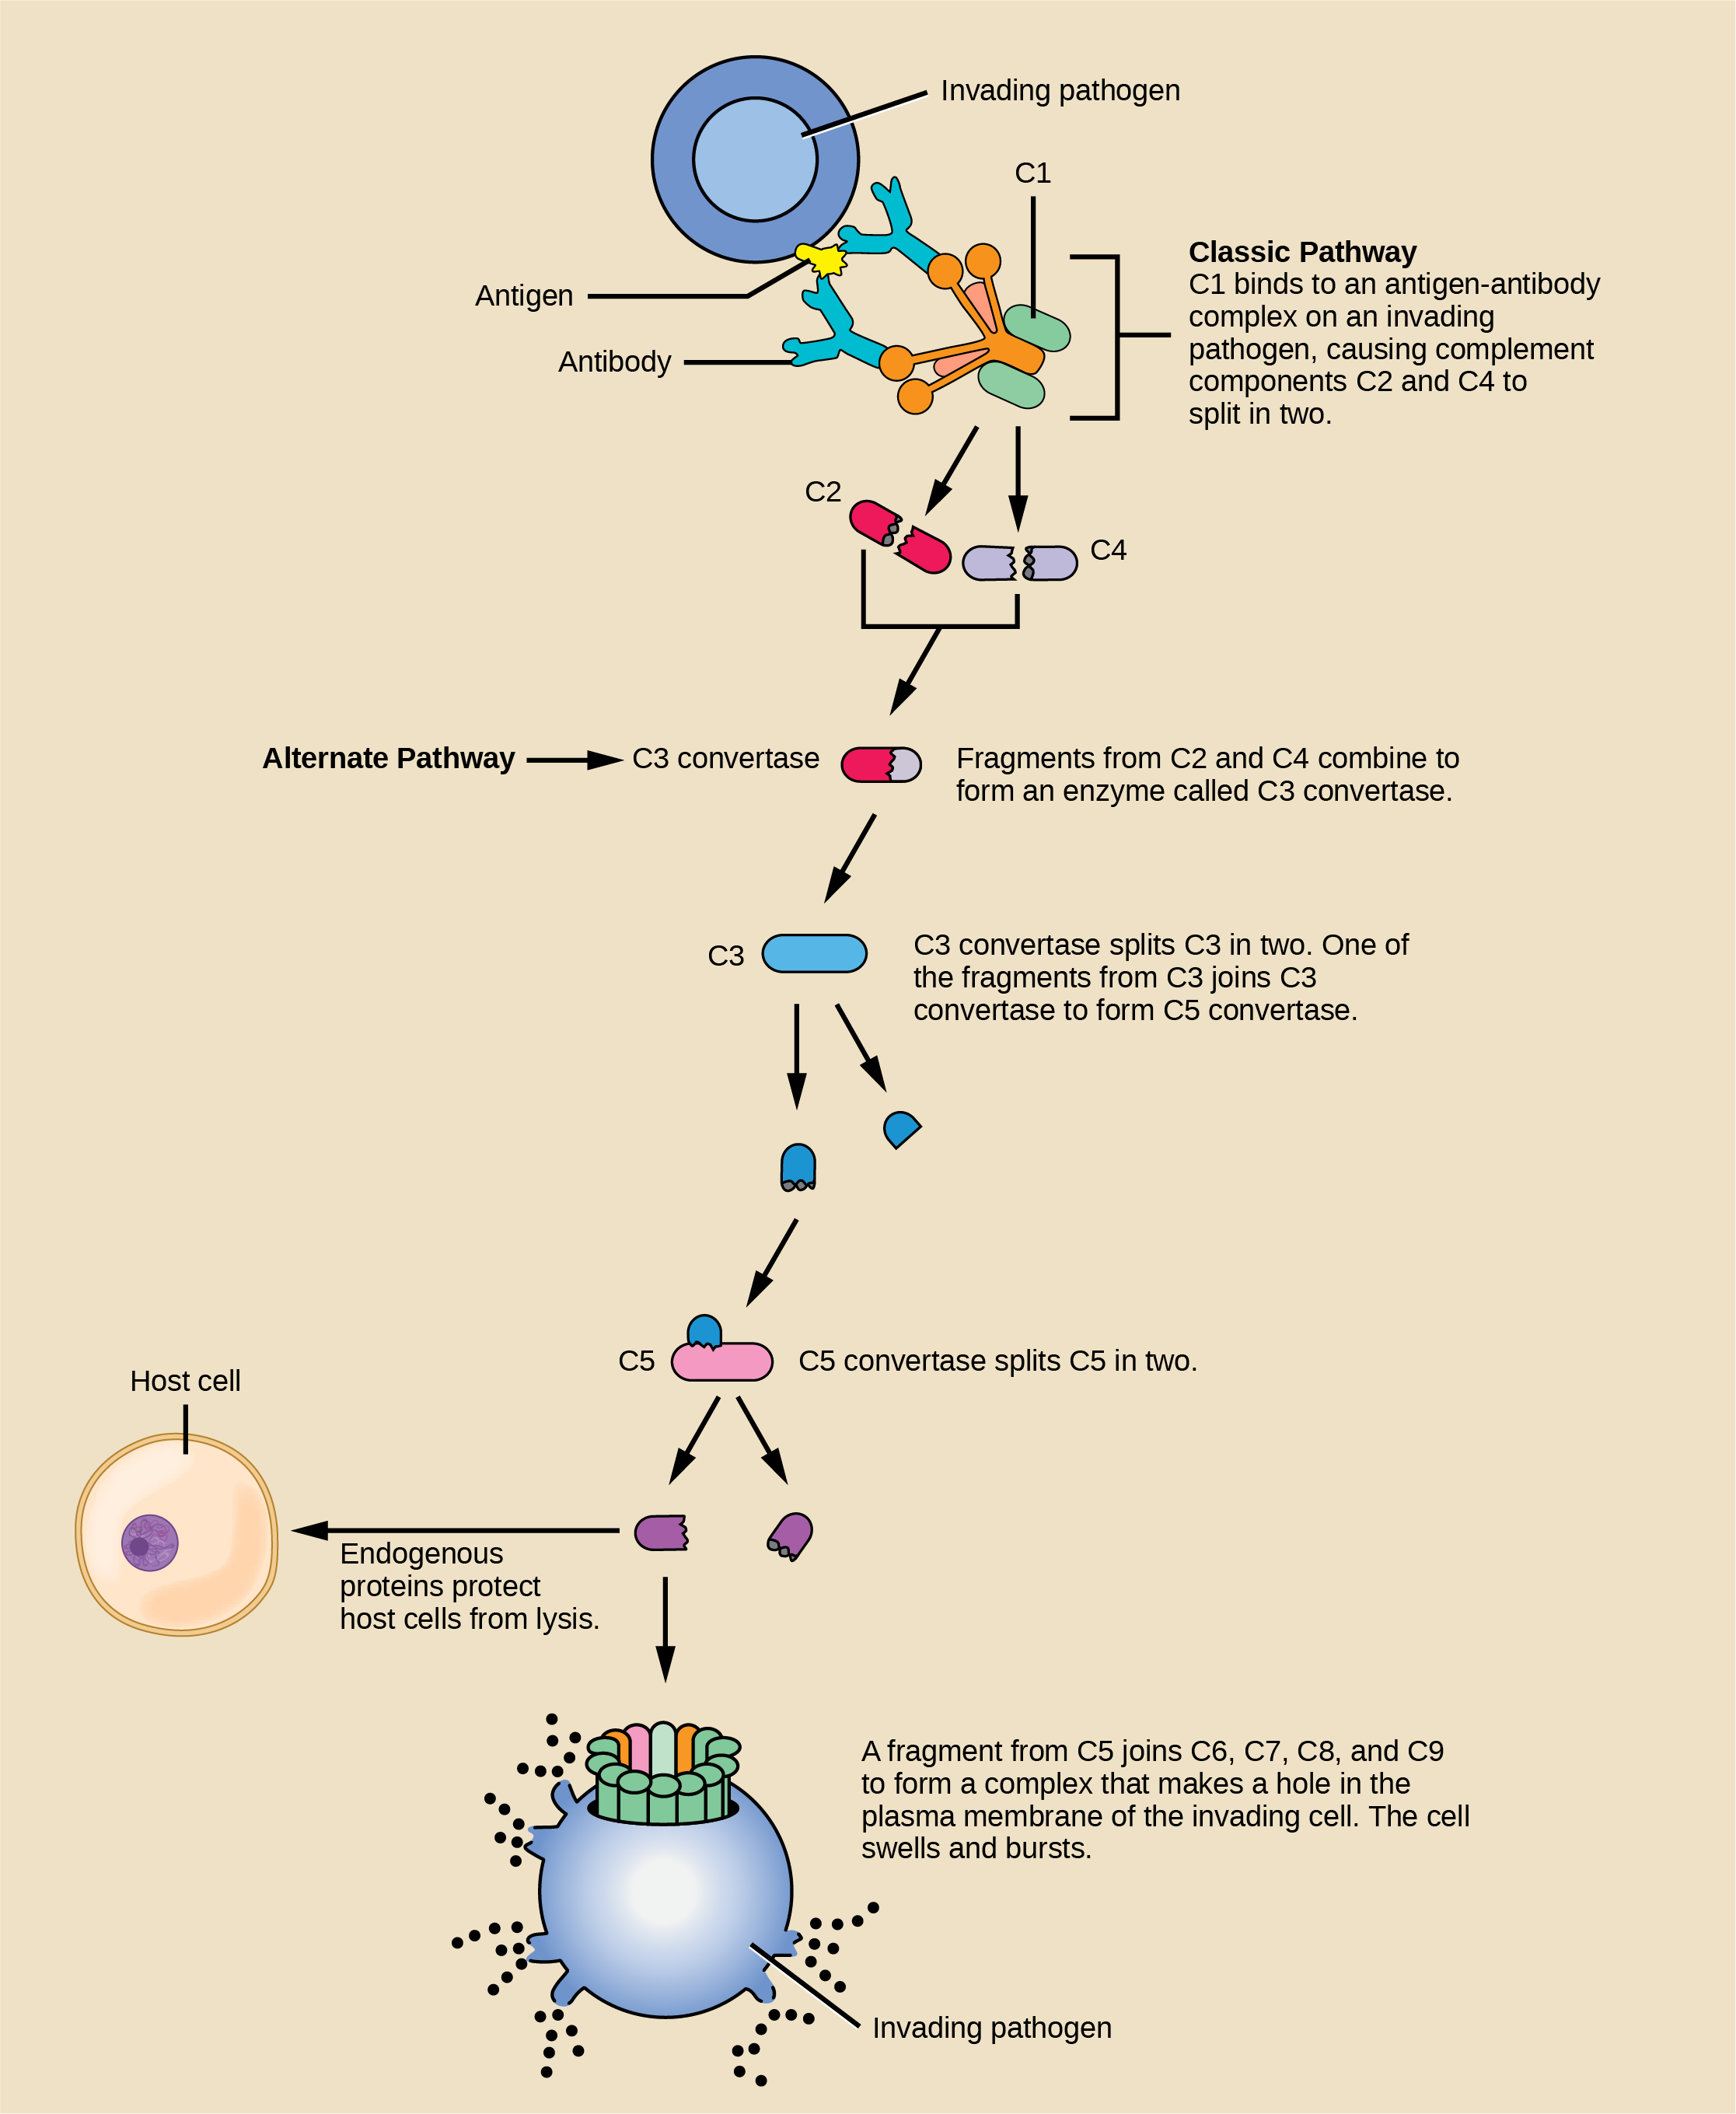 Invading pathogen
C1
Antigen
Antibody
Classic Pathway
C1 binds to an antigen-antibody
complex on an invading
pathogen, causing complement
components C2 and C4 to
split in two.
C2
C4
Alternate Pathway
C3 convertase
Fragments from C2 and C4 combine to
form an enzyme called C3 convertase.
C3
C3 convertase splits C3 in two. One of
the fragments from C3 joins C3
convertase to form C5 convertase.
C5
C5 convertase splits C5 in two.
Host cell
Endogenous
proteins protect
host cells from lysis.
A fragment from C5 joins C6, C7, C8, and C9
to form a complex that makes a hole in the
plasma membrane of the invading cell. The cell
swells and bursts.
Invading pathogen